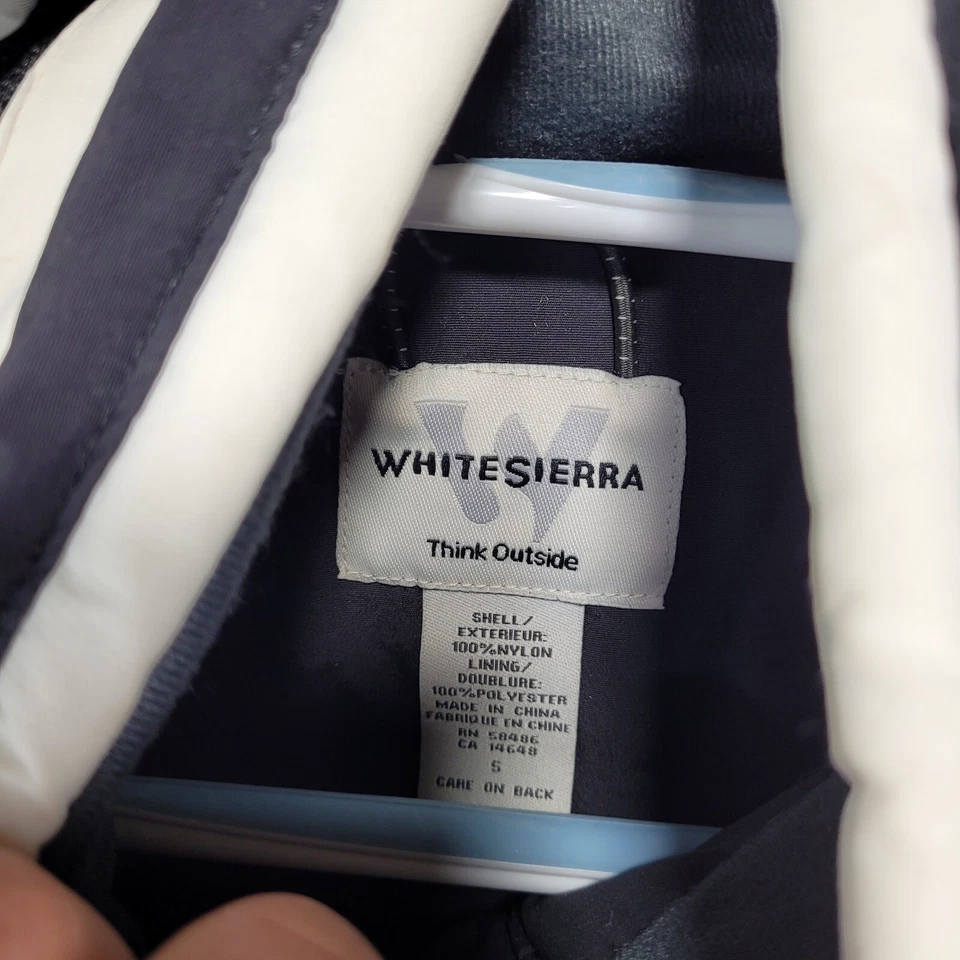 WHITESIERRA
Think Outside
SHELL/
EXTERIEUR:
100%NYLON
LINING/
DOUBLURE:
100%POLYESTER
MADE IN CHINA
FABRIQUE EN CHINE
RN 58486
CA 14648
S
CARE ON BACK